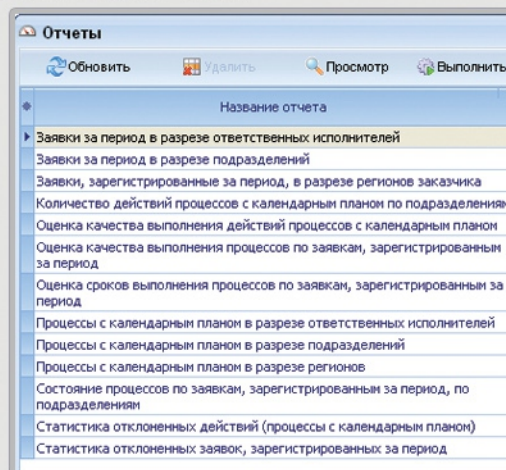 Отчеты
Обновить Удалить Просмотр Выполнить
Название отчета
Заявки за период в разрезе ответственных исполнителей
Заявки за период в разрезе подразделений
Заявки, зарегистрированные за период, в разрезе регионов заказчика
Количество действий процессов с календарным планом по подразделениям
Оценка качества выполнения действий процессов с календарным планом
Оценка качества выполнения процессов по заявкам, зарегистрированным
за период
Оценка сроков выполнения процессов по заявкам, зарегистрированным за
период
Процессы с календарным планом в разрезе ответственных исполнителей
Процессы с календарным планом в разрезе подразделений
Процессы с календарным планом в разрезе регионов
Состояние процессов по заявкам, зарегистрированным за период, по
подразделениям
Статистика отклоненных действий (процессы с календарным планом)
Статистика отклоненных заявок, зарегистрированных за период